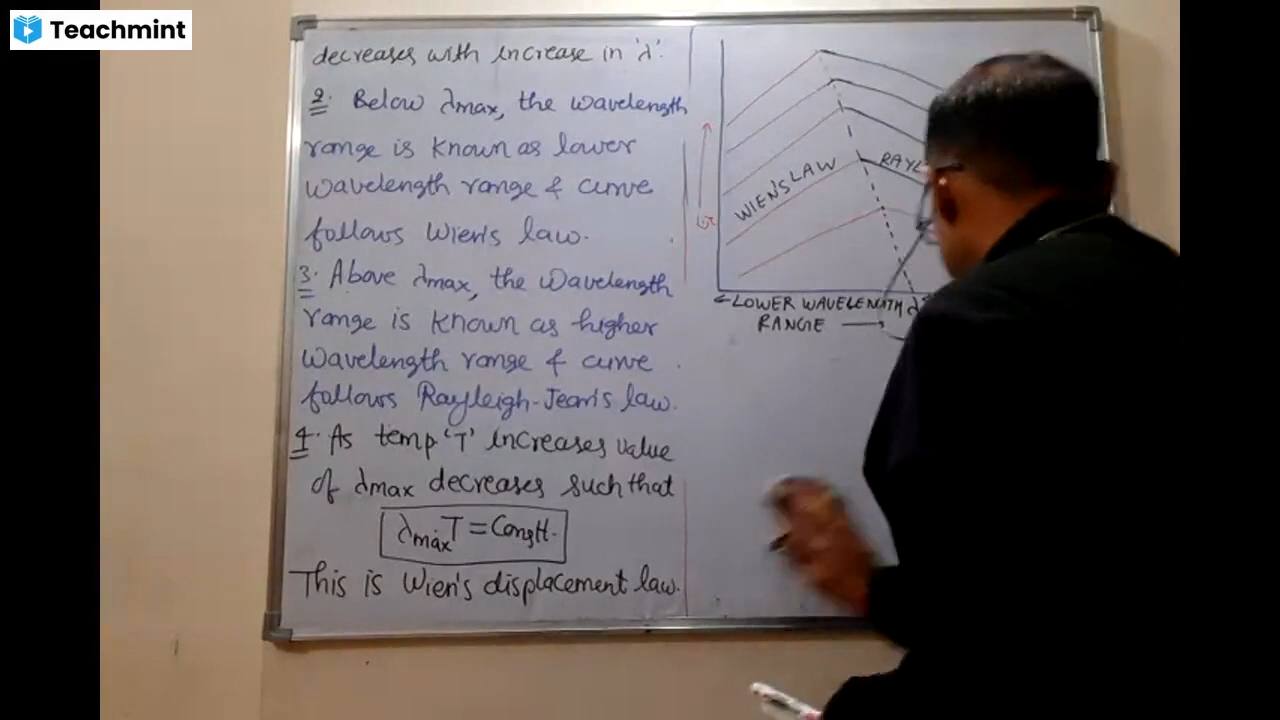 Teachmint
decreases with increase in 'λ'.
2. Below λmax, the wavelength
range is known as lower
wavelength range & curve
follows Wien's law.
3. Above λmax, the wavelength
range is known as higher
wavelength range & curve
follows Rayleigh-Jean's law.
4. As temp 'T' increases value
of λmax decreases such that
λmax T = Constt.
This is Wien's displacement law.
WIEN'S LAW
RAYL
← LOWER WAVELENGTH λ
RANGE